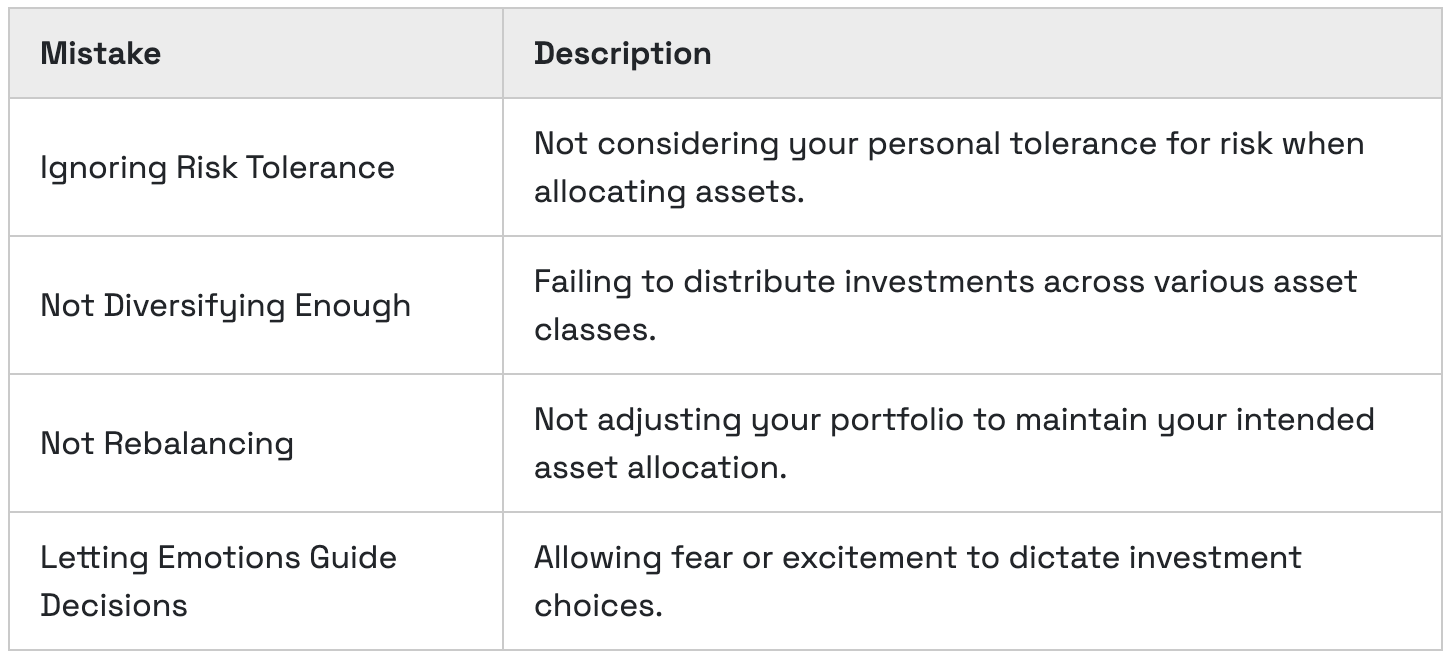 Mistake
Description
Ignoring Risk Tolerance
Not considering your personal tolerance for risk when
allocating assets.
Not Diversifying Enough
Failing to distribute investments across various asset
classes.
Not Rebalancing
Not adjusting your portfolio to maintain your intended
asset allocation.
Letting Emotions Guide
Decisions
Allowing fear or excitement to dictate investment
choices.